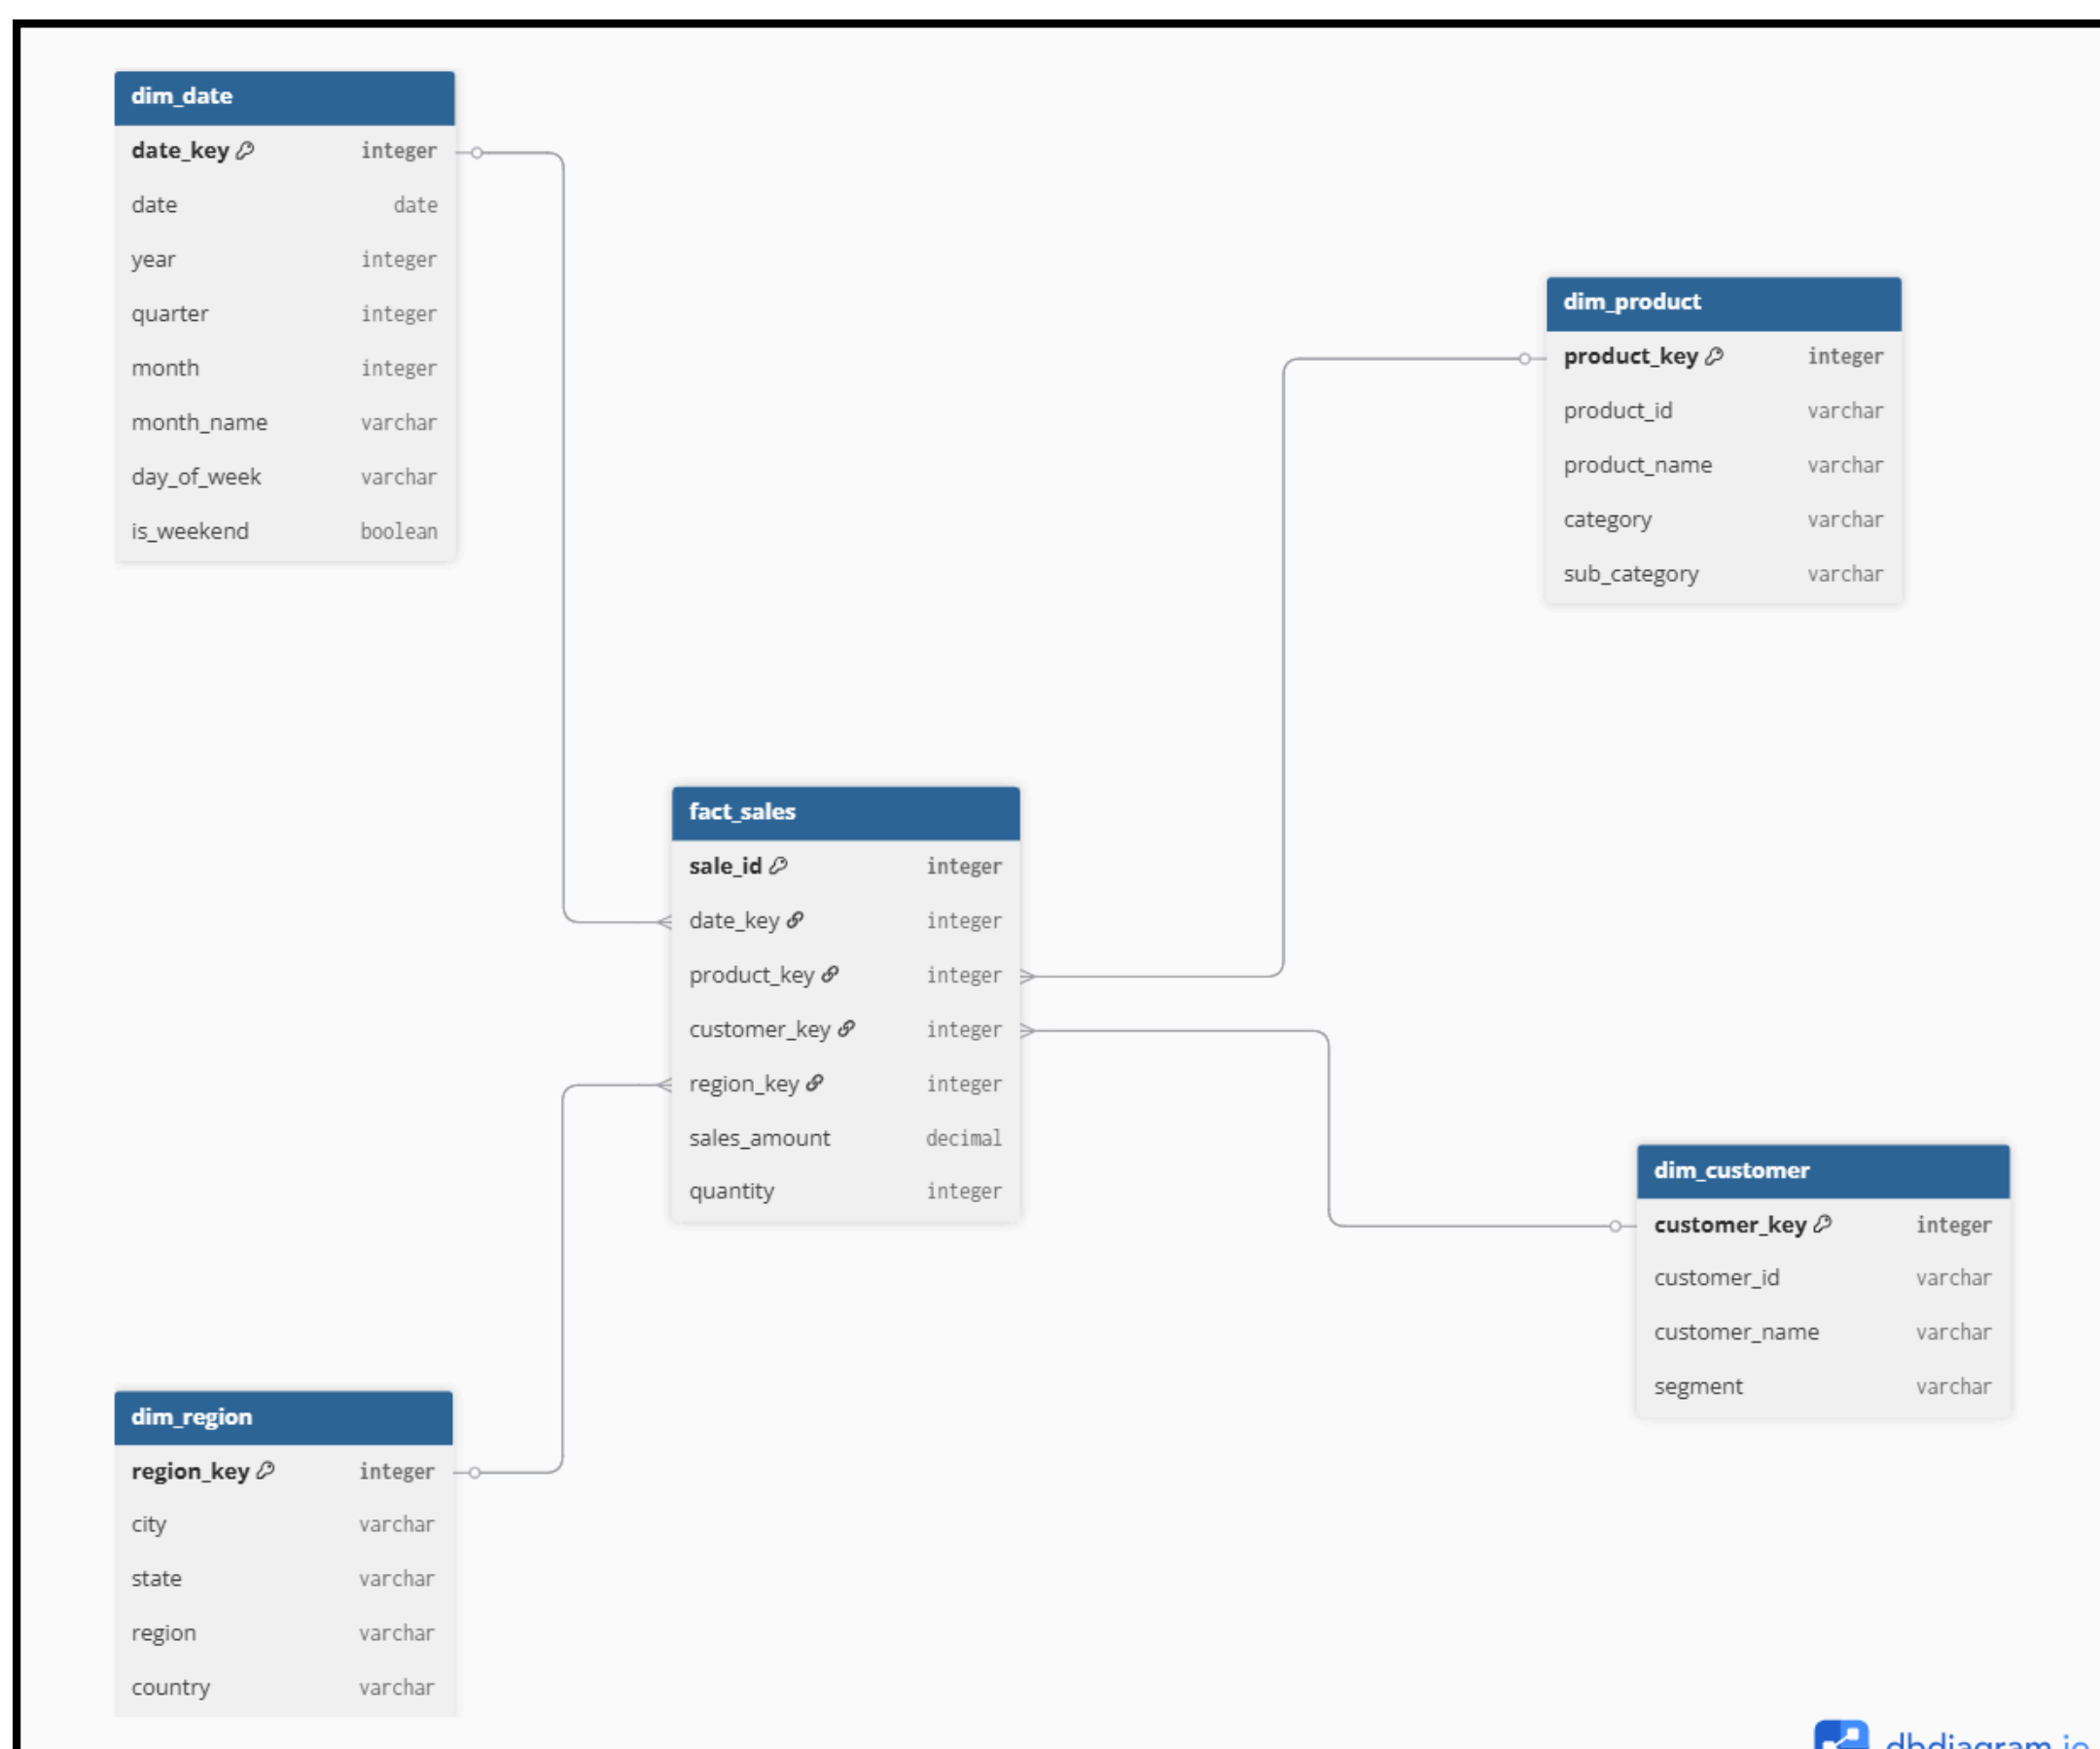 dim_date
date_key integer
date date
year integer
quarter integer
month integer
month_name varchar
day_of_week varchar
is_weekend boolean
dim_product
product_key integer
product_id varchar
product_name varchar
category varchar
sub_category varchar
fact_sales
sale_id integer
date_key integer
product_key integer
customer_key integer
region_key integer
sales_amount decimal
quantity integer
dim_customer
customer_key integer
customer_id varchar
customer_name varchar
segment varchar
dim_region
region_key integer
city varchar
state varchar
region varchar
country varchar
dbdiagram.io